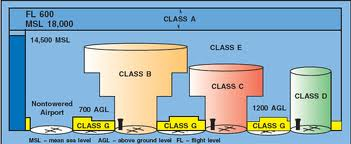 FL 600
MSL 18,000
CLASS A
14,500 MSL
CLASS E
CLASS B
CLASS C
CLASS D
Nontowered
Airport
700 AGL
1200 AGL
CLASS G
CLASS G
CLASS G
MSL – mean sea level AGL – above ground level FL – flight level